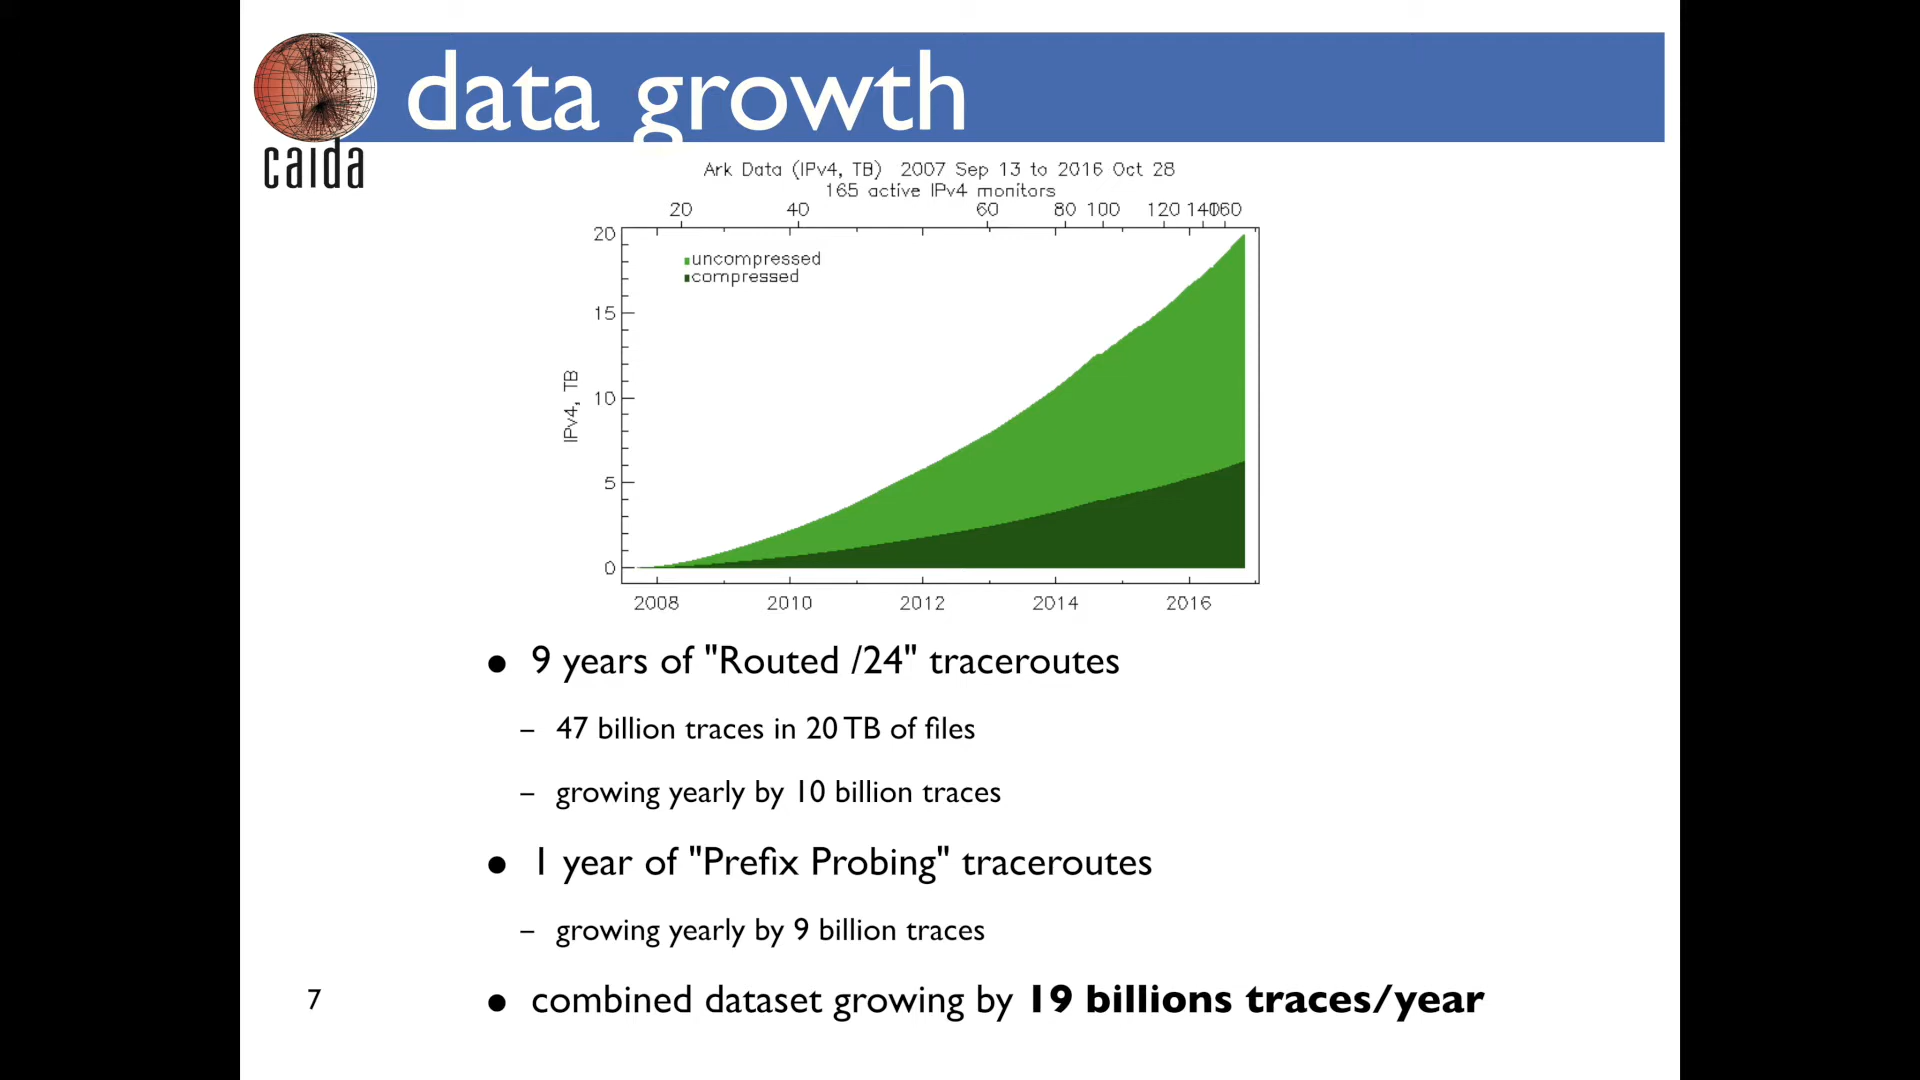 data growth
caida
Ark Data (IPv4, TB) 2007 Sep 13 to 2016 Oct 28
165 active IPv4 monitors
20 40 60 80 100 120 140 160
uncompressed
compressed
20
15
10
5
0
IPv4, TB
2008 2010 2012 2014 2016
• 9 years of "Routed /24" traceroutes
– 47 billion traces in 20 TB of files
– growing yearly by 10 billion traces
• 1 year of "Prefix Probing" traceroutes
– growing yearly by 9 billion traces
• combined dataset growing by 19 billions traces/year
7